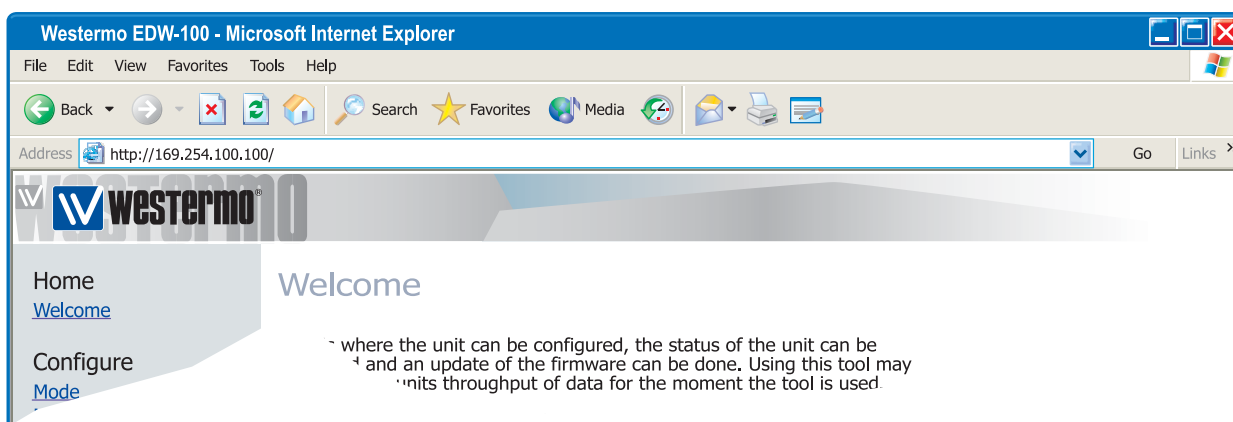 Westermo EDW-100 - Microsoft Internet Explorer
File Edit View Favorites Tools Help
Back Search Favorites Media
Address http://169.254.100.100/ Go Links
westermo®
Home
Welcome
Configure
Mode
Welcome
where the unit can be configured, the status of the unit can be
and an update of the firmware can be done. Using this tool may
throughput of data for the moment the tool is used.